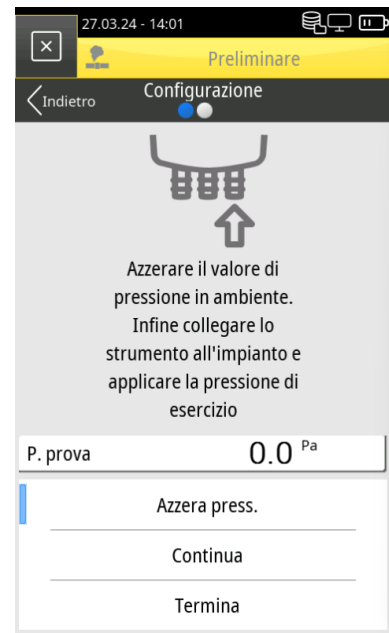 27.03.24 - 14:01
Preliminare
Indietro
Configurazione
Azzerare il valore di
pressione in ambiente.
Infine collegare lo
strumento all'impianto e
applicare la pressione di
esercizio
P. prova 0.0 Pa
Azzera press.
Continua
Termina